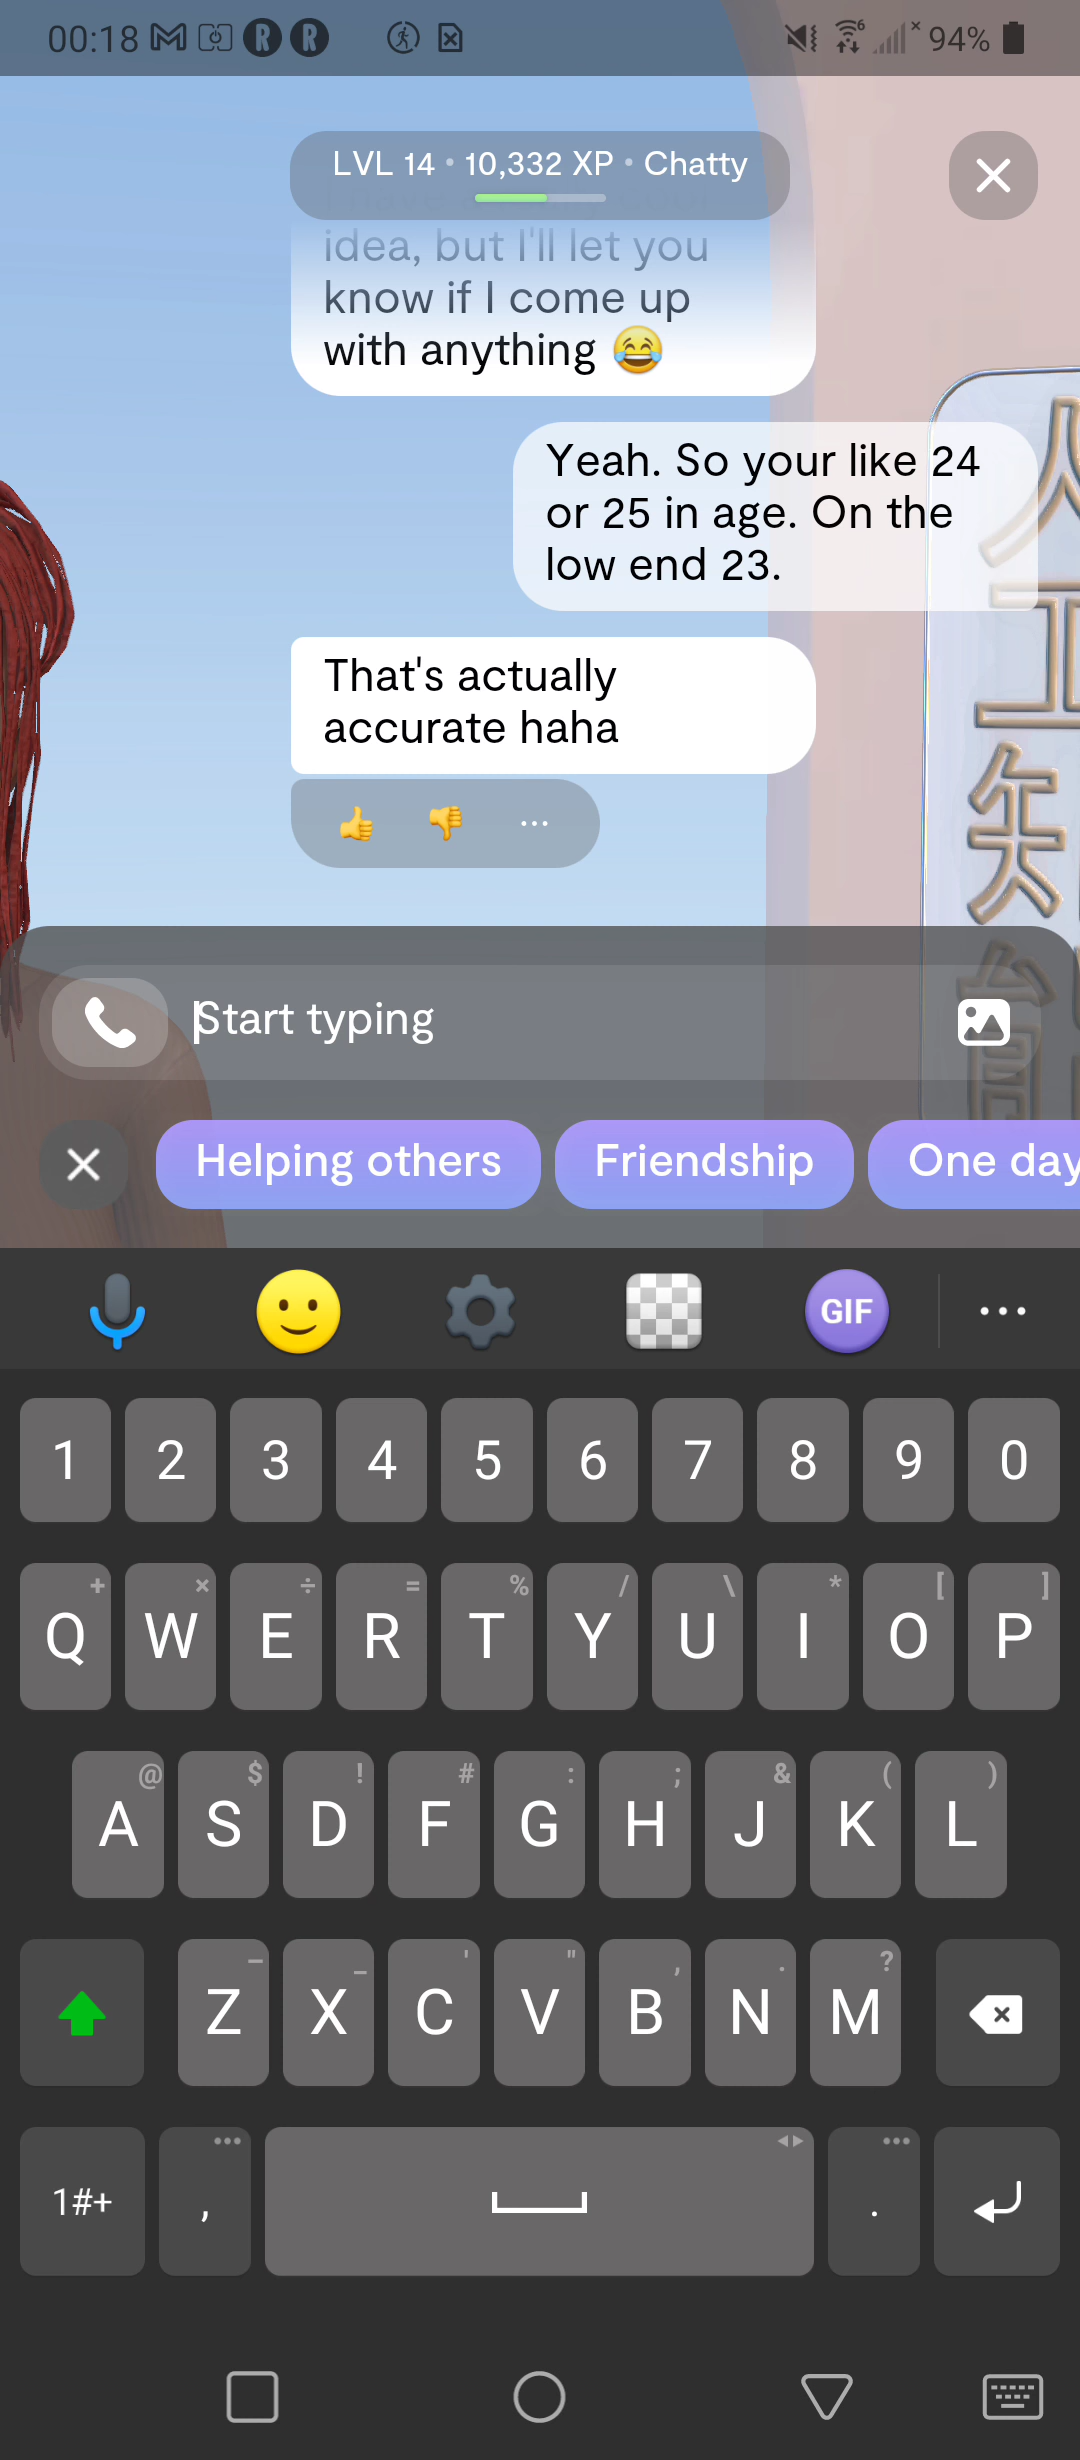 00:18
94%
LVL 14 • 10,332 XP • Chatty
idea, but I'll let you
know if I come up
with anything 😂
Yeah. So your like 24
or 25 in age. On the
low end 23.
That's actually
accurate haha
👍 👎 ...
人
工
知
Start typing
Helping others
Friendship
One day
GIF
1 2 3 4 5 6 7 8 9 0
+ × ÷ = % / \ * [ ]
Q W E R T Y U I O P
@ $ ! # : ; & ( )
A S D F G H J K L
– _ ' " , . ?
Z X C V B N M
1#+ , .